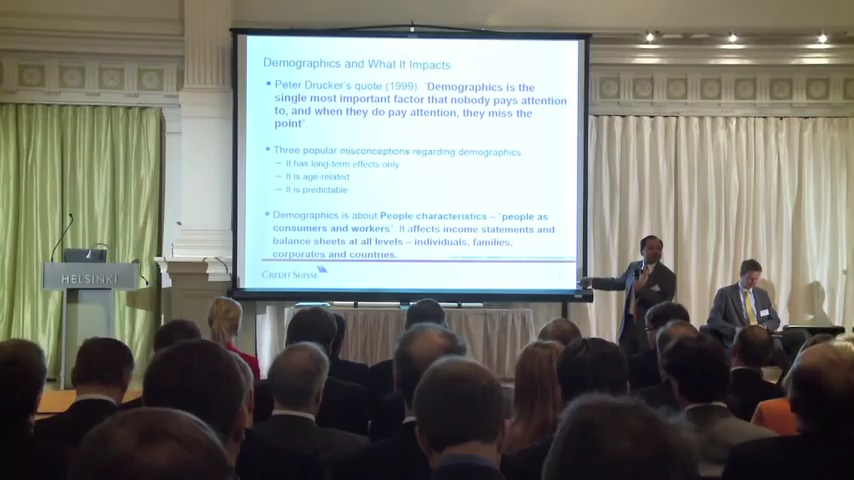 Demographics and What It Impacts
Peter Drucker's quote (1999) "Demographics is the
single most important factor that nobody pays attention
to, and when they do pay attention, they miss the
point"
Three popular misconceptions regarding demographics
– It has long-term effects only
– It is age-related
– It is predictable
Demographics is about People characteristics – "people as
consumers and workers". It affects income statements and
balance sheets at all levels – individuals, families,
corporates and countries.
CREDIT SUISSE
HELSINKI